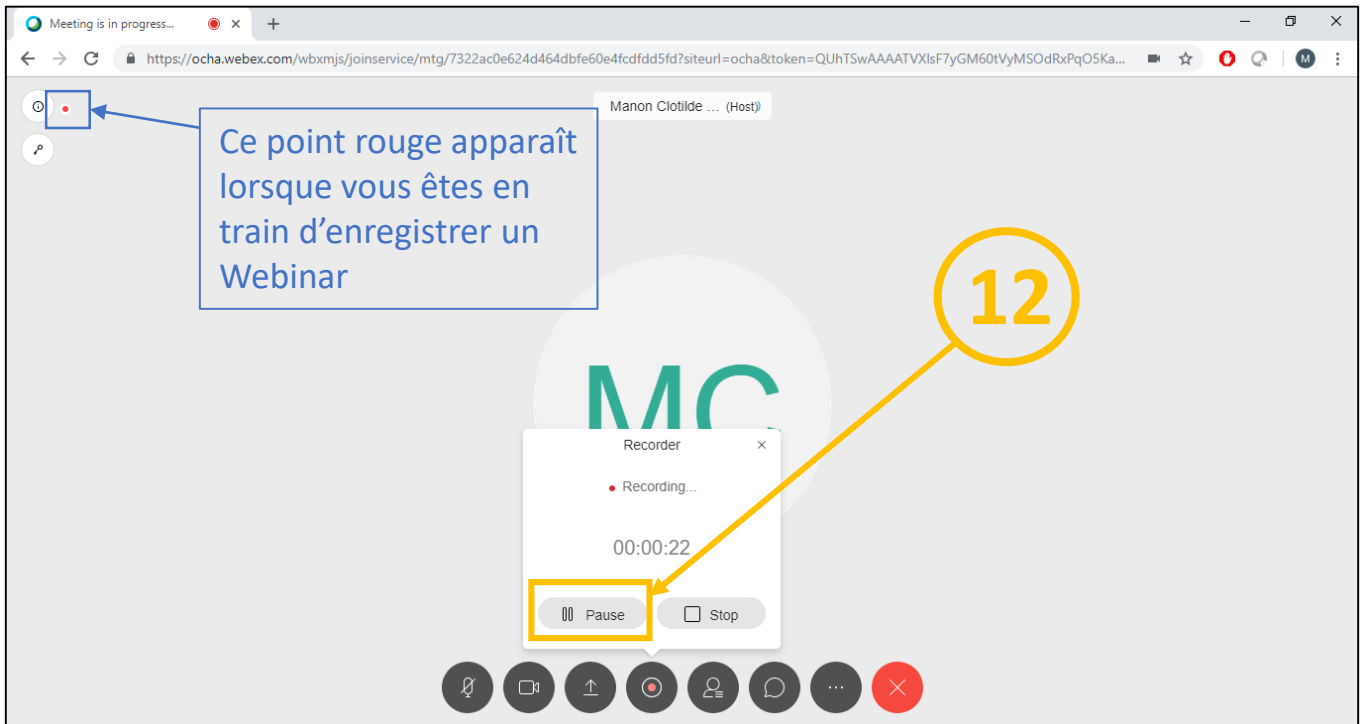 Meeting is in progress...
https://ocha.webex.com/wbxmjs/joinservice/mtg/7322ac0e624d464dbfe60e4fcdfdd5fd?siteurl=ocha&token=QUhTSwAAAATVXlsF7yGM60tVyMSOdRxPqO5Ka...
M
Manon Clotilde ... (Host)
Ce point rouge apparaît
lorsque vous êtes en
train d’enregistrer un
Webinar
12
MC
Recorder
Recording...
00:00:22
Pause
Stop